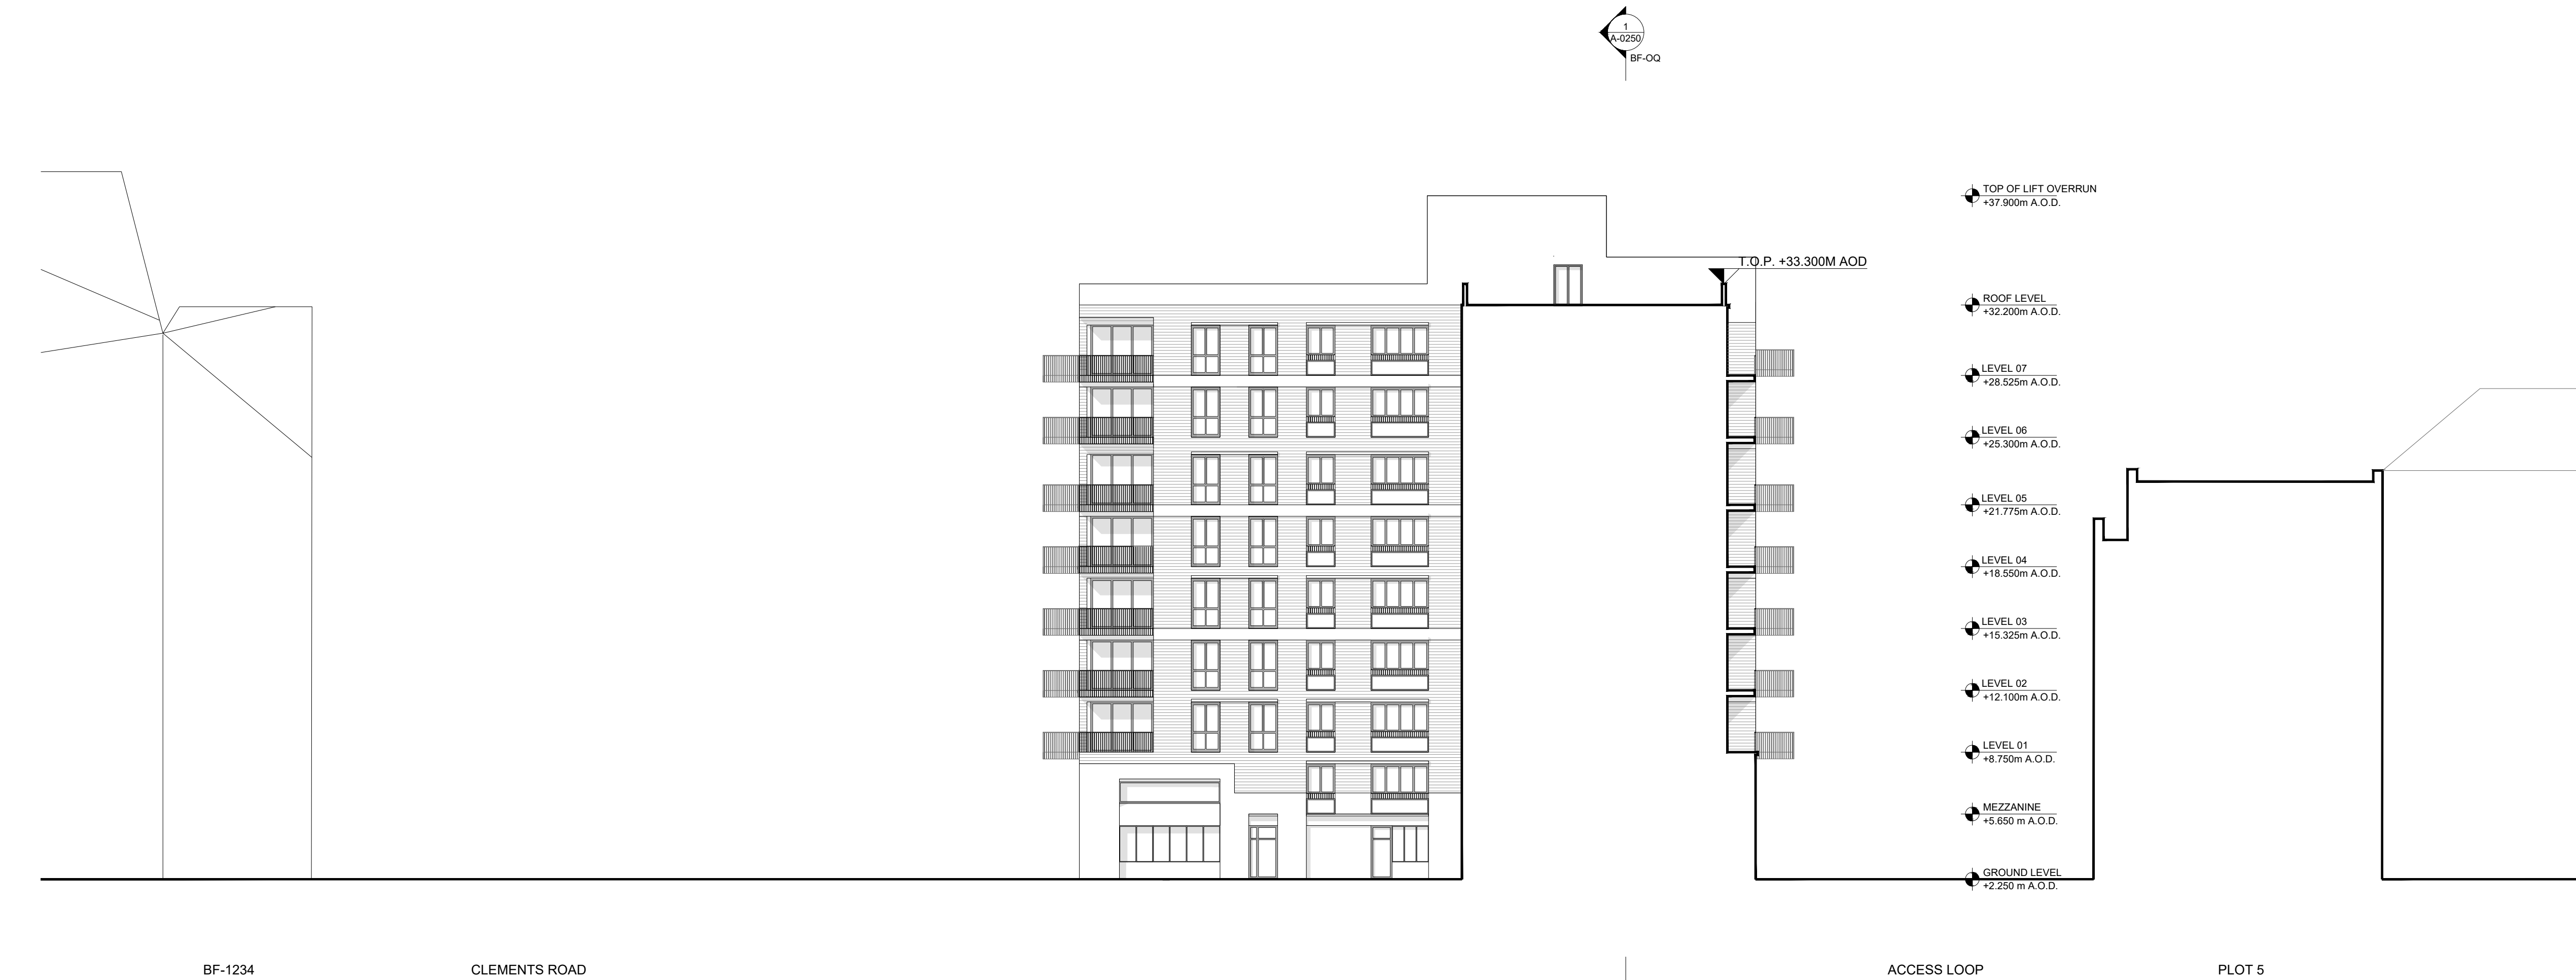 1
A-0250
BF-OQ
TOP OF LIFT OVERRUN
+37.900m A.O.D.
T.O.P. +33.300M AOD
ROOF LEVEL
+32.200m A.O.D.
LEVEL 07
+28.525m A.O.D.
LEVEL 06
+25.300m A.O.D.
LEVEL 05
+21.775m A.O.D.
LEVEL 04
+18.550m A.O.D.
LEVEL 03
+15.325m A.O.D.
LEVEL 02
+12.100m A.O.D.
LEVEL 01
+8.750m A.O.D.
MEZZANINE
+5.650 m A.O.D.
GROUND LEVEL
+2.250 m A.O.D.
BF-1234
CLEMENTS ROAD
ACCESS LOOP
PLOT 5